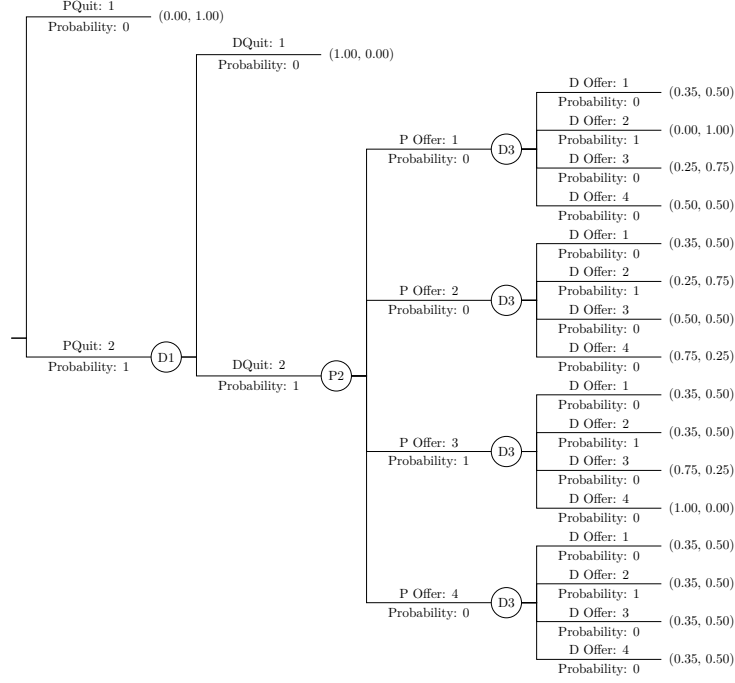 PQuit: 1
Probability: 0
(0.00, 1.00)
DQuit: 1
Probability: 0
(1.00, 0.00)
PQuit: 2
Probability: 1
D1
DQuit: 2
Probability: 1
P2
P Offer: 1
Probability: 0
D3
D Offer: 1
Probability: 0
(0.35, 0.50)
D Offer: 2
Probability: 1
(0.00, 1.00)
D Offer: 3
Probability: 0
(0.25, 0.75)
D Offer: 4
Probability: 0
(0.50, 0.50)
P Offer: 2
Probability: 0
D3
D Offer: 1
Probability: 0
(0.35, 0.50)
D Offer: 2
Probability: 1
(0.25, 0.75)
D Offer: 3
Probability: 0
(0.50, 0.50)
D Offer: 4
Probability: 0
(0.75, 0.25)
P Offer: 3
Probability: 1
D3
D Offer: 1
Probability: 0
(0.35, 0.50)
D Offer: 2
Probability: 1
(0.35, 0.50)
D Offer: 3
Probability: 0
(0.75, 0.25)
D Offer: 4
Probability: 0
(1.00, 0.00)
P Offer: 4
Probability: 0
D3
D Offer: 1
Probability: 0
(0.35, 0.50)
D Offer: 2
Probability: 1
(0.35, 0.50)
D Offer: 3
Probability: 0
(0.35, 0.50)
D Offer: 4
Probability: 0
(0.35, 0.50)